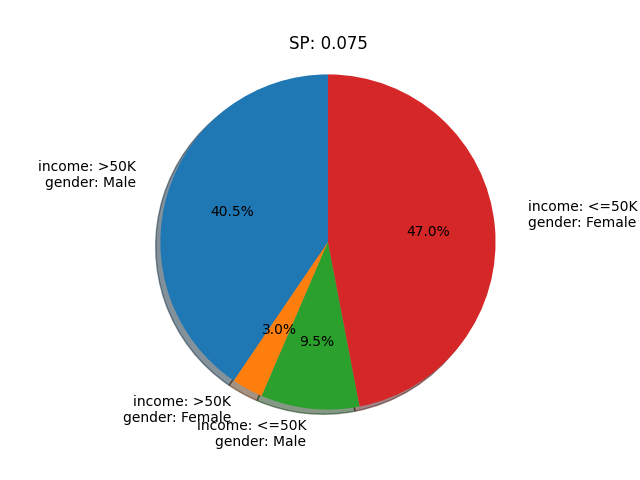 SP: 0.075
income: >50K
gender: Male
40.5%
income: <=50K
gender: Female
47.0%
3.0%
9.5%
income: >50K
gender: Female
income: <=50K
gender: Male